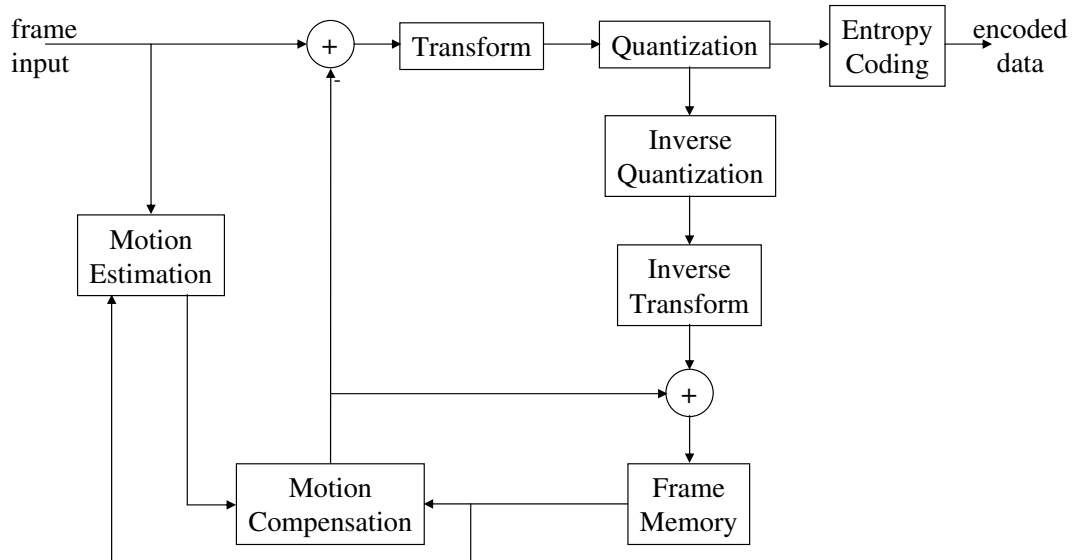 frame
input
+
-
Transform
Quantization
Entropy
Coding
encoded
data
Inverse
Quantization
Motion
Estimation
Inverse
Transform
+
Motion
Compensation
Frame
Memory